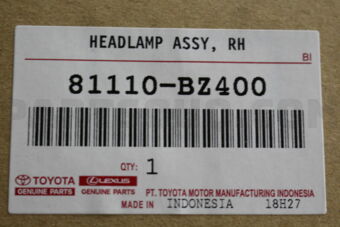 HEADLAMP ASSY, RH
BI
81110-BZ400
QTY: 1
TOYOTA LEXUS
GENUINE PARTS GENUINE PARTS PT. TOYOTA MOTOR MANUFACTURING INDONESIA
MADE IN INDONESIA 18H27